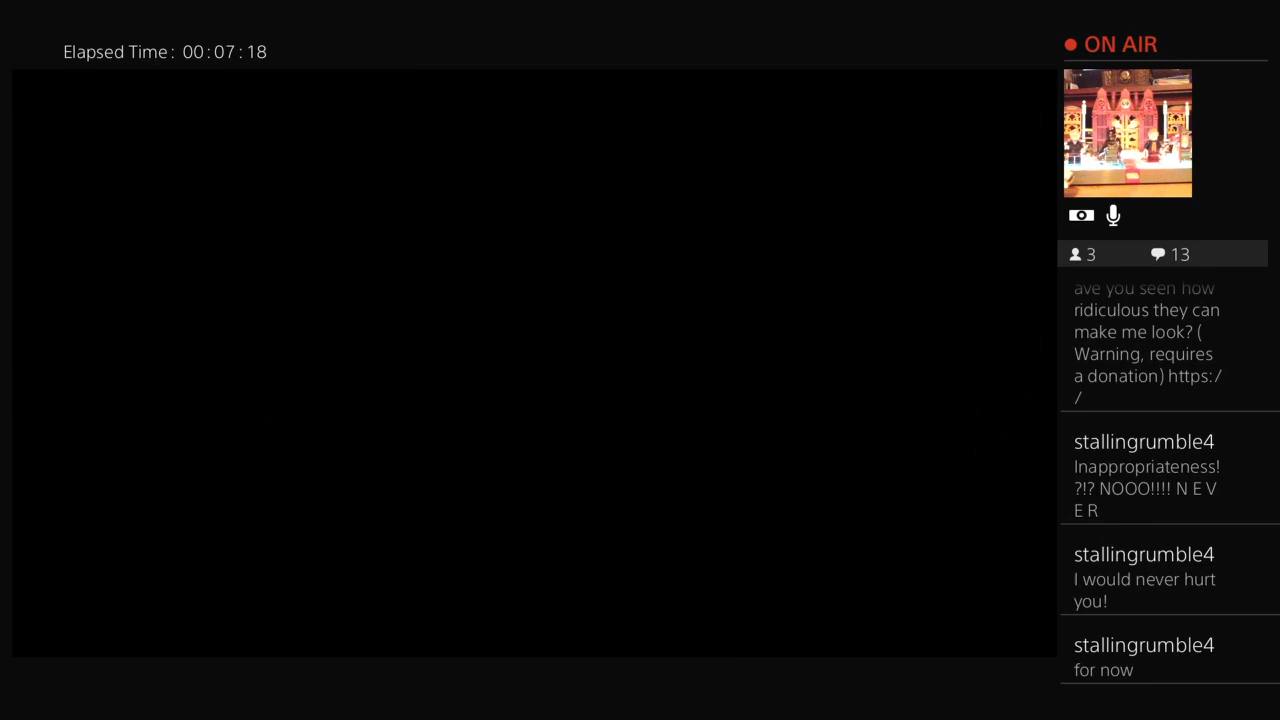 Elapsed Time: 00:07:18
ON AIR
3 13
ave you seen how
ridiculous they can
make me look? (
Warning, requires
a donation) https:/
/
stallingrumble4
Inappropriateness!
?!? NOOO!!!! N E V
E R
stallingrumble4
I would never hurt
you!
stallingrumble4
for now